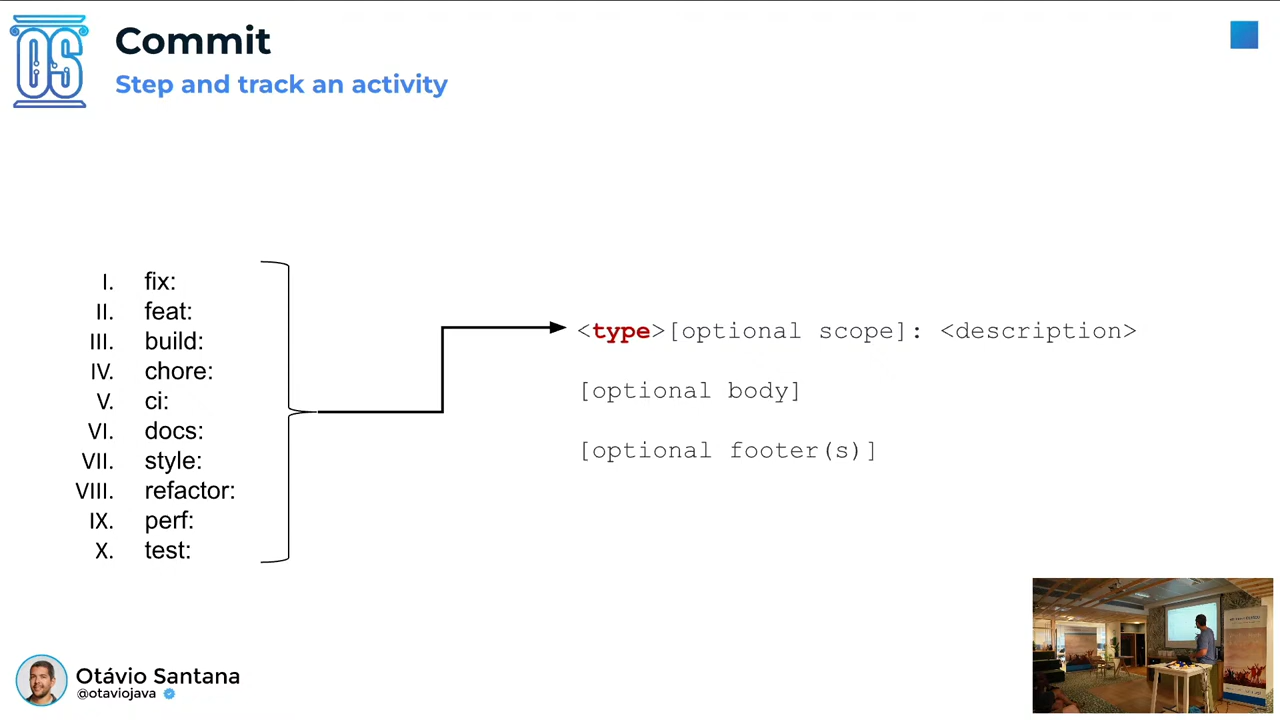 OS
Commit
Step and track an activity
I. fix:
II. feat:
III. build:
IV. chore:
V. ci:
VI. docs:
VII. style:
VIII. refactor:
IX. perf:
X. test:
<type>[optional scope]: <description>
[optional body]
[optional footer(s)]
Otávio Santana
@otaviojava